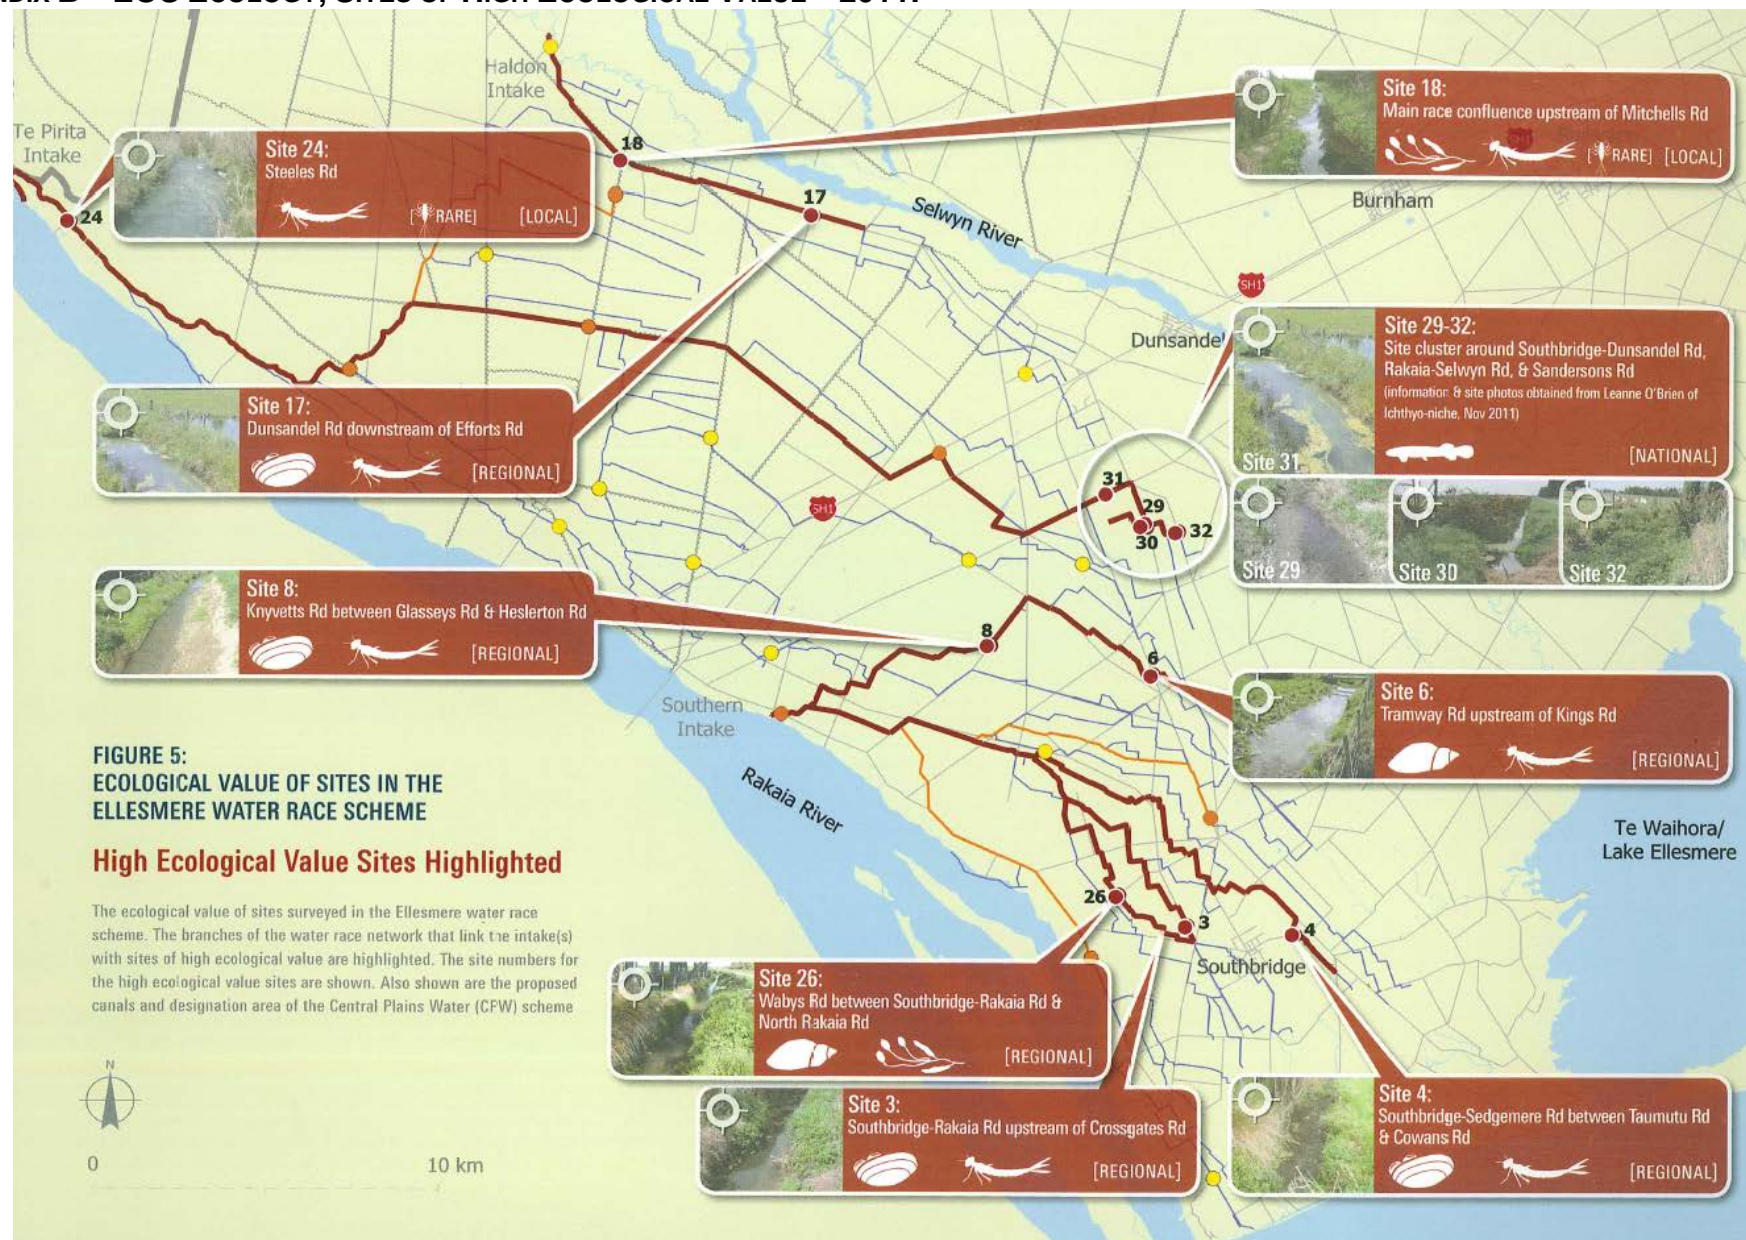 Haldon
Intake
Te Pirita
Intake
24
Site 24:
Steeles Rd
[RARE] [LOCAL]
18
17
Selwyn River
Site 18:
Main race confluence upstream of Mitchells Rd
[RARE] [LOCAL]
Burnham
SH1
Dunsandel
Site 17:
Dunsandel Rd downstream of Efforts Rd
[REGIONAL]
Site 29-32:
Site cluster around Southbridge-Dunsandel Rd,
Rakaia-Selwyn Rd, & Sandersons Rd
(information & site photos obtained from Leanne O'Brien of
Ichthyo-niche, Nov 2011)
[NATIONAL]
Site 31
Site 29
Site 30
Site 32
31
29
30
32
SH1
Site 8:
Knyvetts Rd between Glasseys Rd & Heslerton Rd
[REGIONAL]
8
6
Southern
Intake
Site 6:
Tramway Rd upstream of Kings Rd
[REGIONAL]
Rakaia River
Te Waihora/
Lake Ellesmere
FIGURE 5:
ECOLOGICAL VALUE OF SITES IN THE
ELLESMERE WATER RACE SCHEME
High Ecological Value Sites Highlighted
The ecological value of sites surveyed in the Ellesmere water race
scheme. The branches of the water race network that link the intake(s)
with sites of high ecological value are highlighted. The site numbers for
the high ecological value sites are shown. Also shown are the proposed
canals and designation area of the Central Plains Water (CPW) scheme
26
3
4
Southbridge
Site 26:
Wabys Rd between Southbridge-Rakaia Rd &
North Rakaia Rd
[REGIONAL]
Site 3:
Southbridge-Rakaia Rd upstream of Crossgates Rd
[REGIONAL]
Site 4:
Southbridge-Sedgemere Rd between Taumutu Rd
& Cowans Rd
[REGIONAL]
N
0 10 km